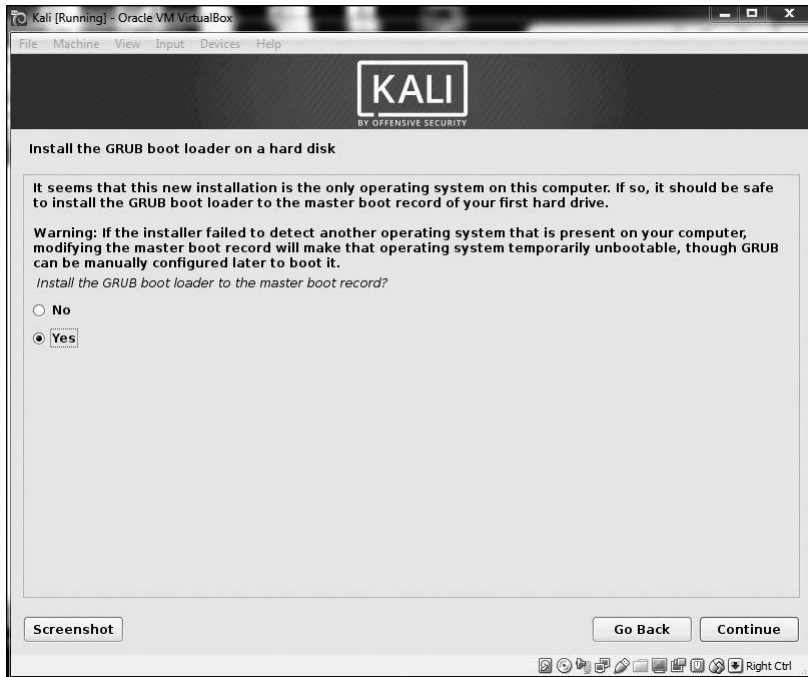 Kali [Running] - Oracle VM VirtualBox
File Machine View Input Devices Help
KALI
BY OFFENSIVE SECURITY
Install the GRUB boot loader on a hard disk
It seems that this new installation is the only operating system on this computer. If so, it should be safe
to install the GRUB boot loader to the master boot record of your first hard drive.
Warning: If the installer failed to detect another operating system that is present on your computer,
modifying the master boot record will make that operating system temporarily unbootable, though GRUB
can be manually configured later to boot it.
Install the GRUB boot loader to the master boot record?
No
Yes
Screenshot
Go Back
Continue
Right Ctrl